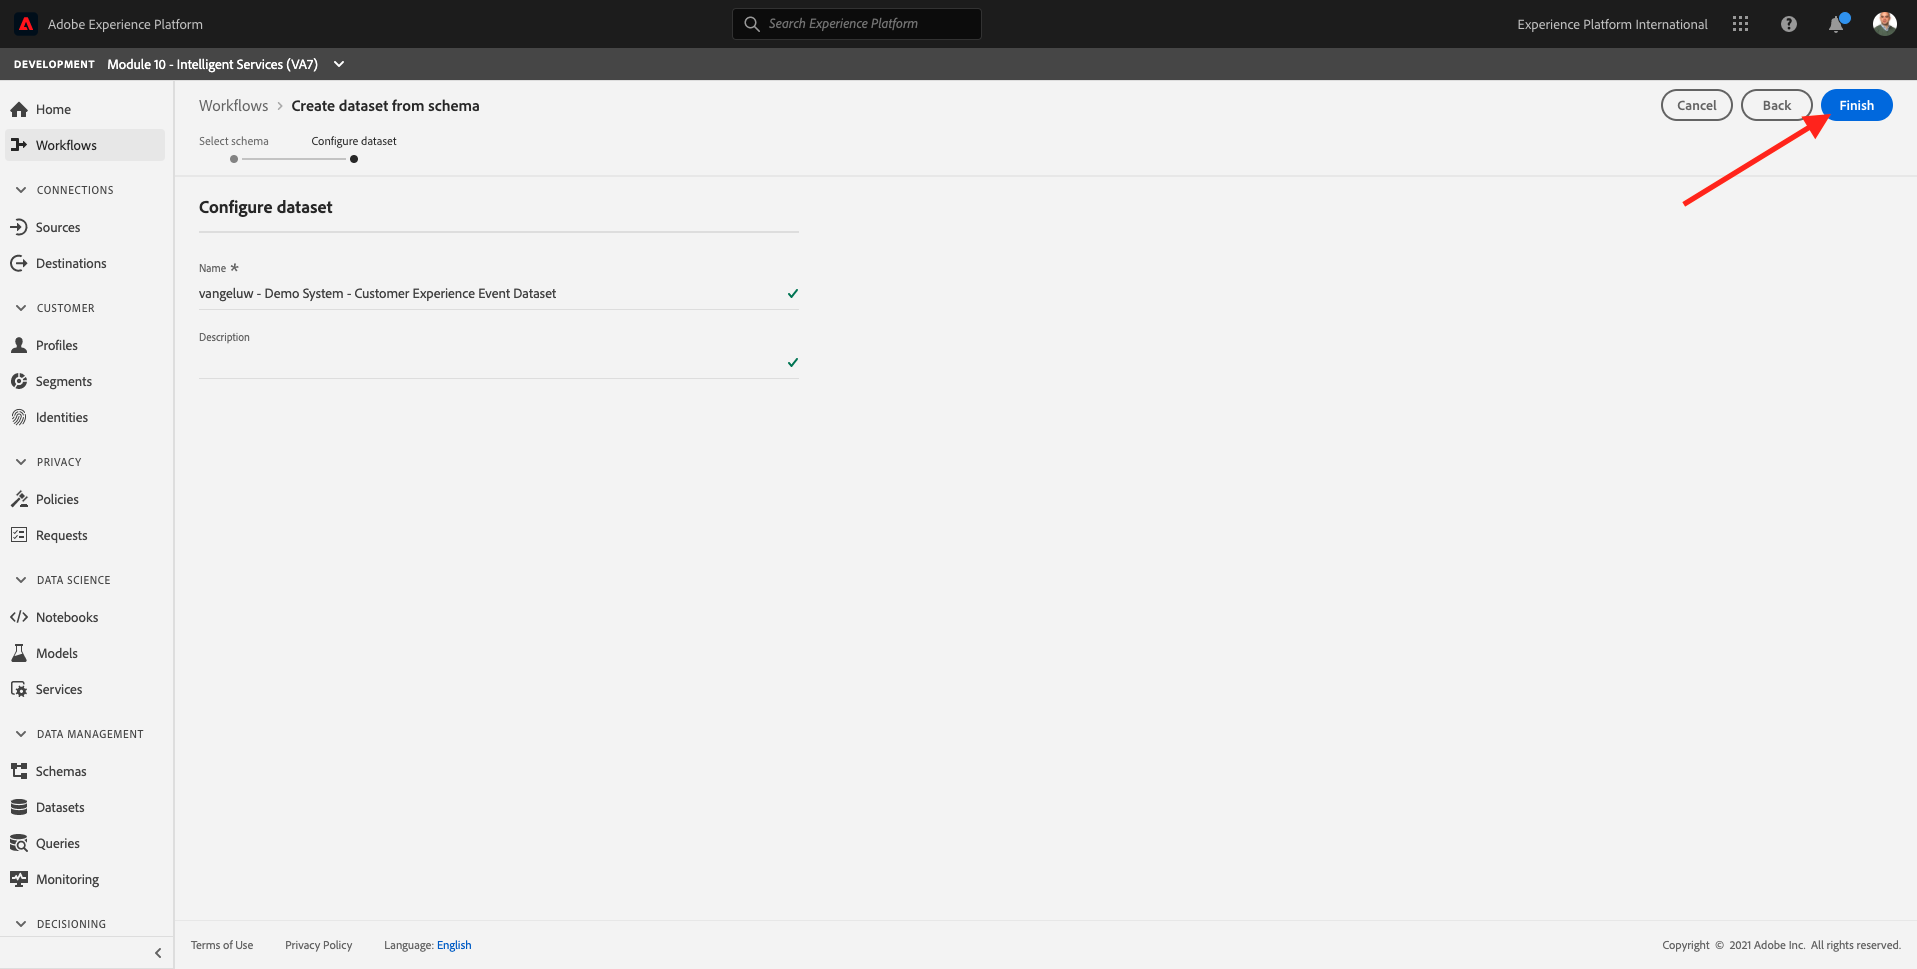 Adobe Experience Platform
Search Experience Platform
Experience Platform International
DEVELOPMENT Module 10 - Intelligent Services (VA7)
Home
Workflows
CONNECTIONS
Sources
Destinations
CUSTOMER
Profiles
Segments
Identities
PRIVACY
Policies
Requests
DATA SCIENCE
Notebooks
Models
Services
DATA MANAGEMENT
Schemas
Datasets
Queries
Monitoring
DECISIONING
Workflows > Create dataset from schema
Cancel
Back
Finish
Select schema
Configure dataset
Configure dataset
Name *
vangeluw - Demo System - Customer Experience Event Dataset
Description
Terms of Use
Privacy Policy
Language: English
Copyright © 2021 Adobe Inc. All rights reserved.